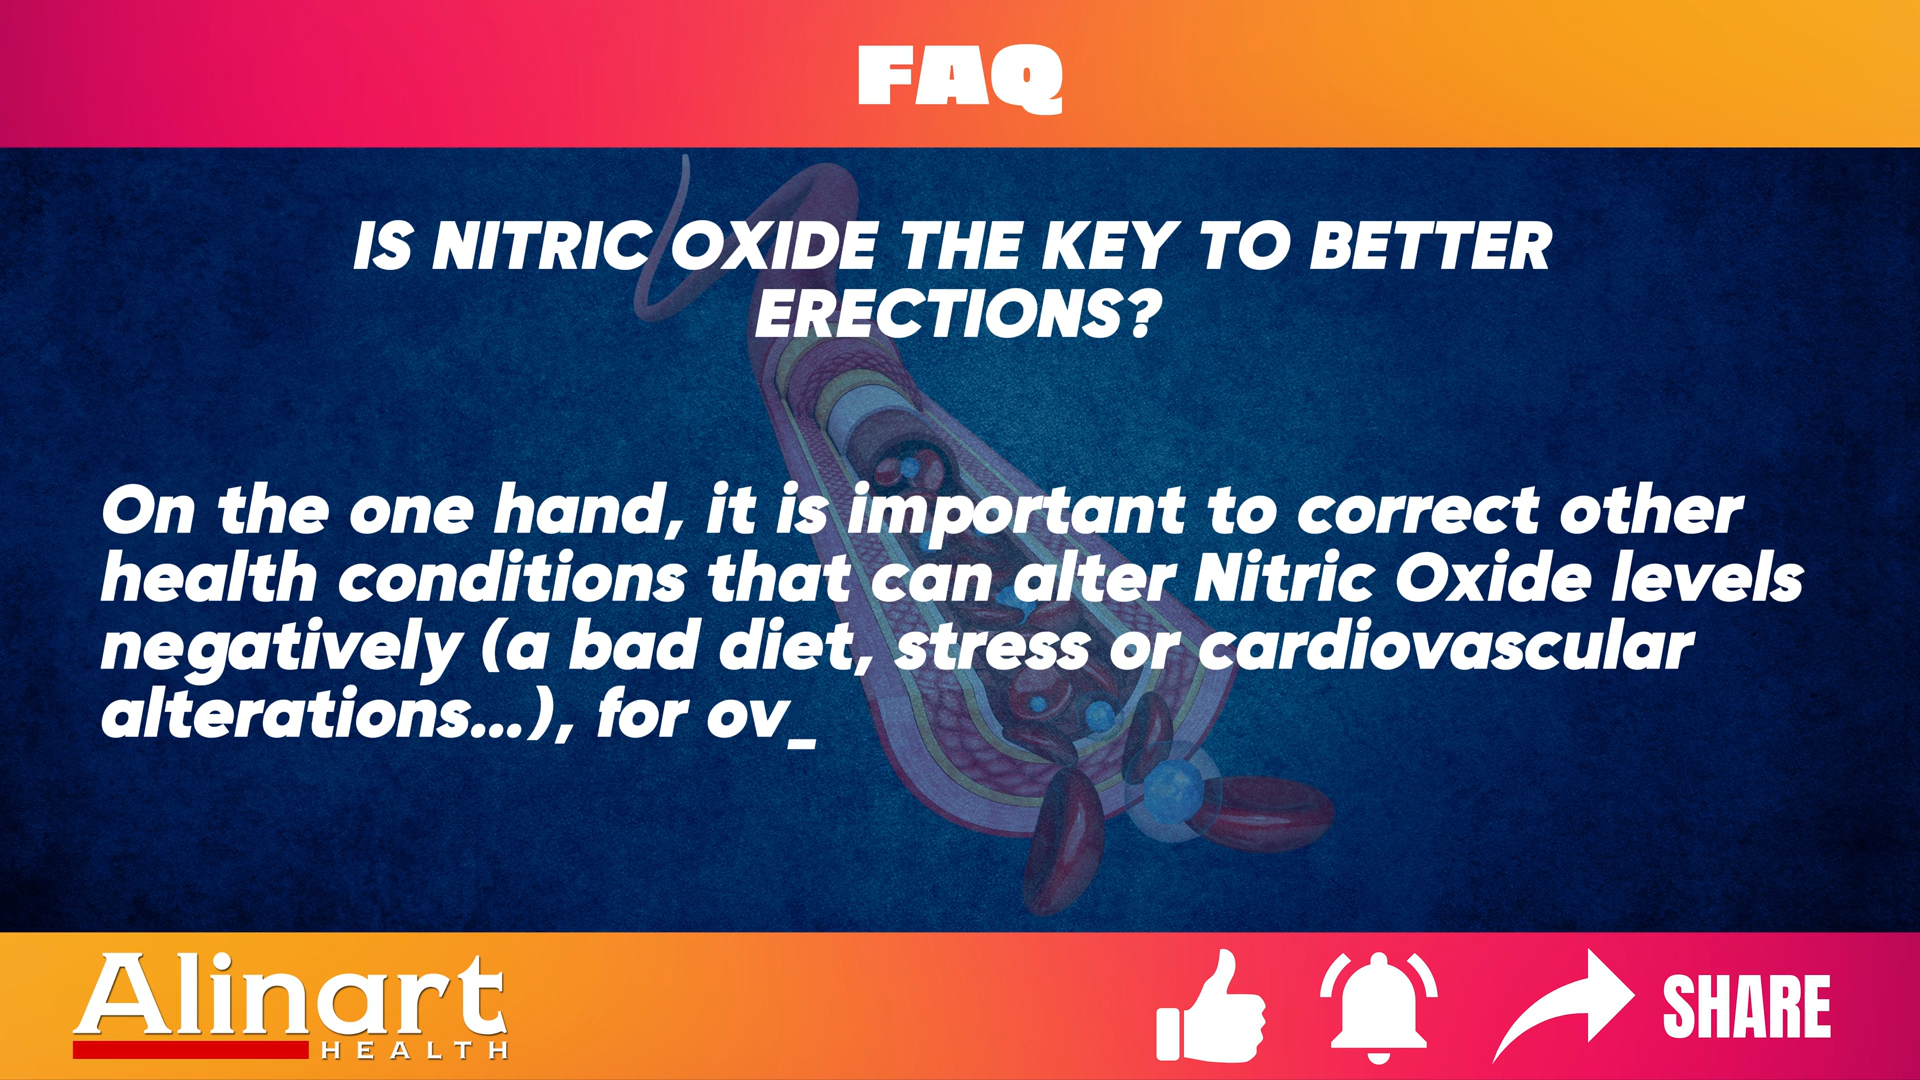 FAQ
IS NITRIC OXIDE THE KEY TO BETTER
ERECTIONS?
On the one hand, it is important to correct other
health conditions that can alter Nitric Oxide levels
negatively (a bad diet, stress or cardiovascular
alterations...), for ov_
Alinart
HEALTH
SHARE